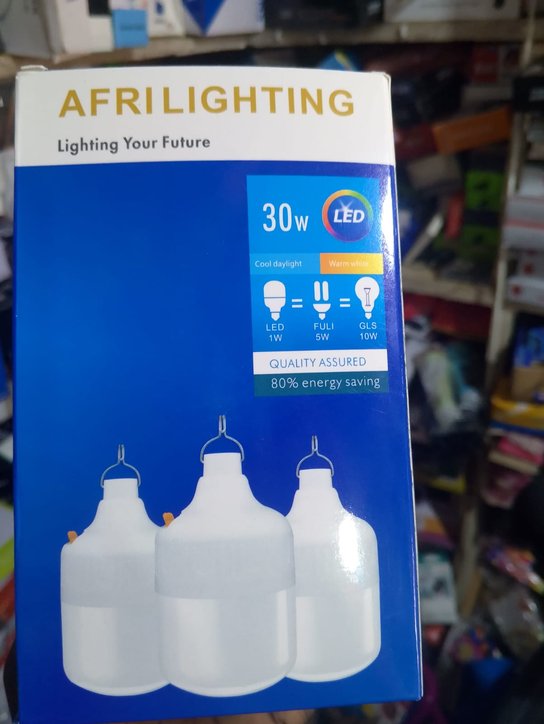 AFRILIGHTING
Lighting Your Future
30W
LED
Cool daylight
Warm white
= =
LED FULI GLS
1W 5W 10W
QUALITY ASSURED
80% energy saving